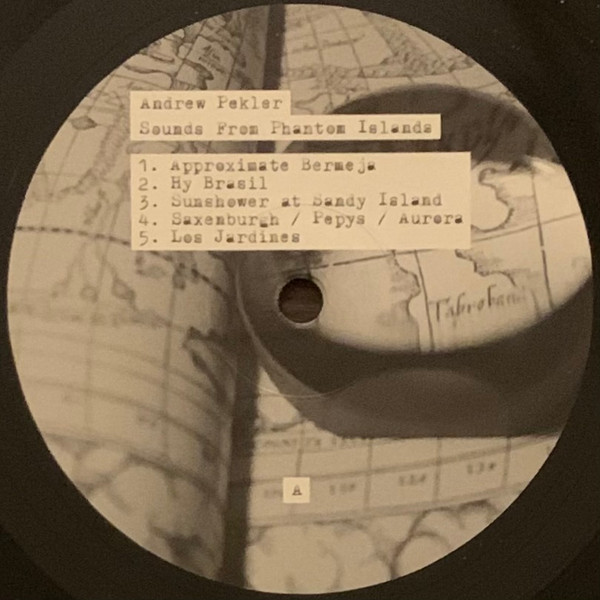 Andrew Pekler
Sounds From Phantom Islands
1. Approximate Bermeja
2. Hy Brasil
3. Sunshower at Sandy Island
4. Saxenburgh / Pepys / Aurora
5. Los Jardines
A